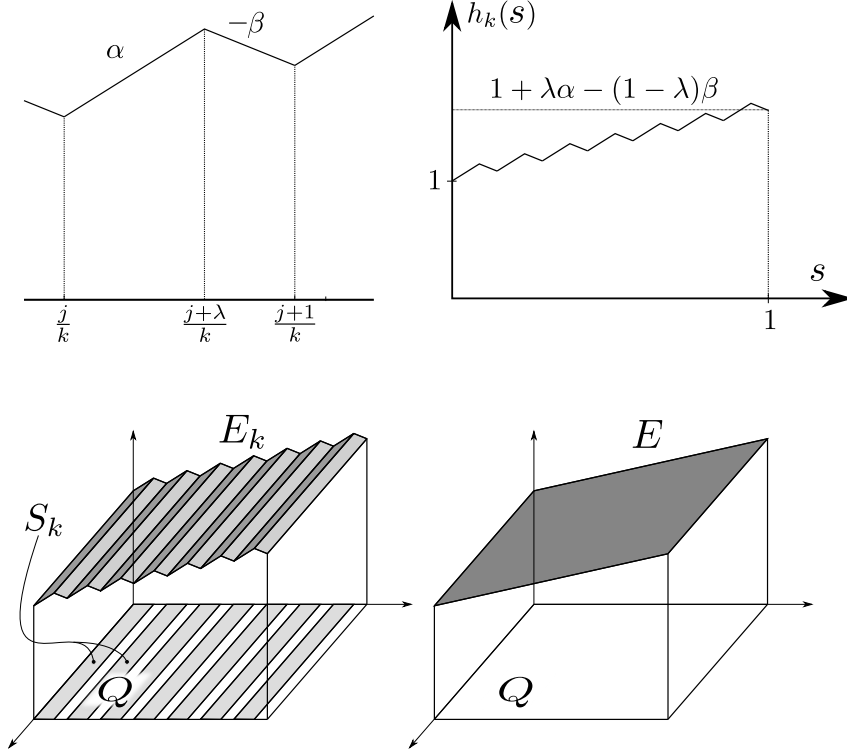 α
−β
j/k
j+λ/k
j+1/k
h_k(s)
1 + λα − (1 − λ)β
1
s
1
E_k
S_k
Q
E
Q